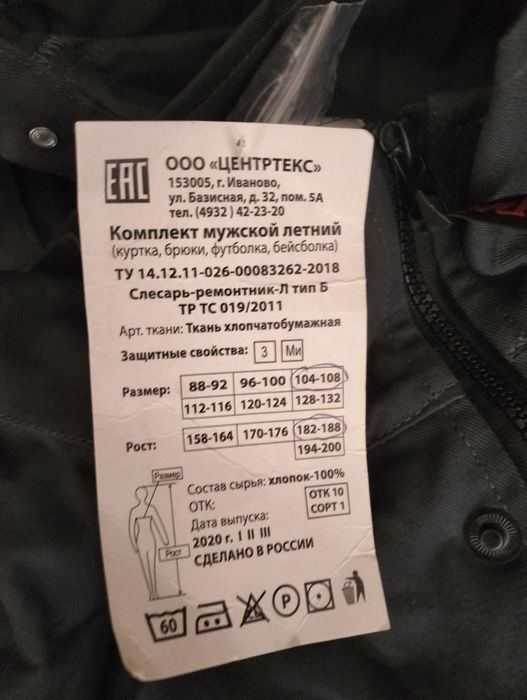 EAC
ООО «ЦЕНТРТЕКС»
153005, г. Иваново,
ул. Базисная, д. 32, пом. 5А
тел. (4932 ) 42-23-20
Комплект мужской летний
(куртка, брюки, футболка, бейсболка)
ТУ 14.12.11-026-00083262-2018
Слесарь-ремонтник-Л тип Б
ТР ТС 019/2011
Арт. ткани: Ткань хлопчатобумажная
Защитные свойства: З Ми
Размер: 88-92 96-100 104-108
112-116 120-124 128-132
Рост: 158-164 170-176 182-188
194-200
Размер
Рост
Состав сырья: хлопок-100%
ОТК: ОТК 10
СОРТ 1
Дата выпуска:
2020 г. I II III
СДЕЛАНО В РОССИИ
60 P